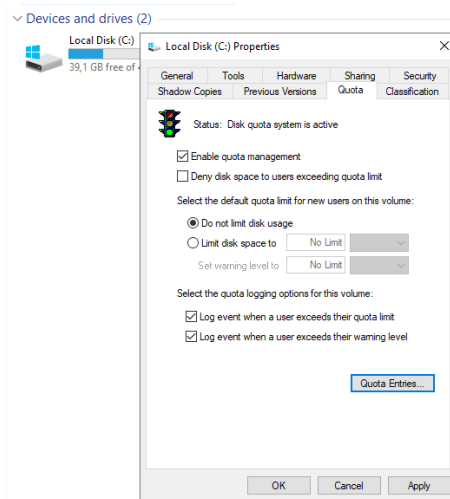 Devices and drives (2)
Local Disk (C:)
39,1 GB free of
Local Disk (C:) Properties
General Tools Hardware Sharing Security
Shadow Copies Previous Versions Quota Classification
Status: Disk quota system is active
Enable quota management
Deny disk space to users exceeding quota limit
Select the default quota limit for new users on this volume:
Do not limit disk usage
Limit disk space to No Limit
Set warning level to No Limit
Select the quota logging options for this volume:
Log event when a user exceeds their quota limit
Log event when a user exceeds their warning level
Quota Entries...
OK Cancel Apply